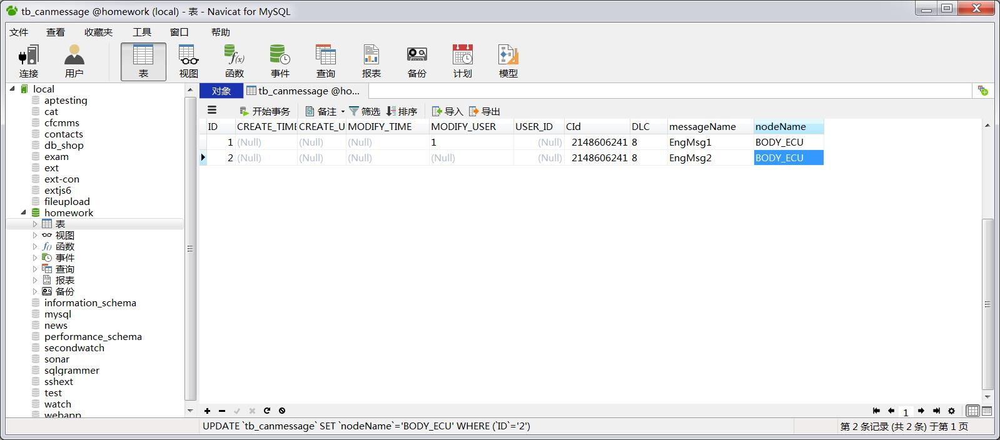 tb_canmessage @homework (local) - 表 - Navicat for MySQL
文件 查看 收藏夹 工具 窗口 帮助
连接 用户 表 视图 函数 事件 查询 报表 备份 计划 模型
对象 tb_canmessage @ho...
开始事务 备注 筛选 排序 导入 导出
ID CREATE_TIME CREATE_U MODIFY_TIME MODIFY_USER USER_ID CId DLC messageName nodeName
1 (Null) (Null) (Null) 1 (Null) 2148606241 8 EngMsg1 BODY_ECU
2 (Null) (Null) (Null) (Null) (Null) 2148606241 8 EngMsg2 BODY_ECU
local
aptesting
cat
cfcmms
contacts
db_shop
exam
ext
ext-con
extjs6
fileupload
homework
表
视图
函数
事件
查询
报表
备份
information_schema
mysql
news
performance_schema
secondwatch
sonar
sqlgrammer
sshext
test
watch
webapp
1
UPDATE `tb_canmessage` SET `nodeName`='BODY_ECU' WHERE (`ID`='2') 第 2 条记录 (共 2 条) 于第 1 页